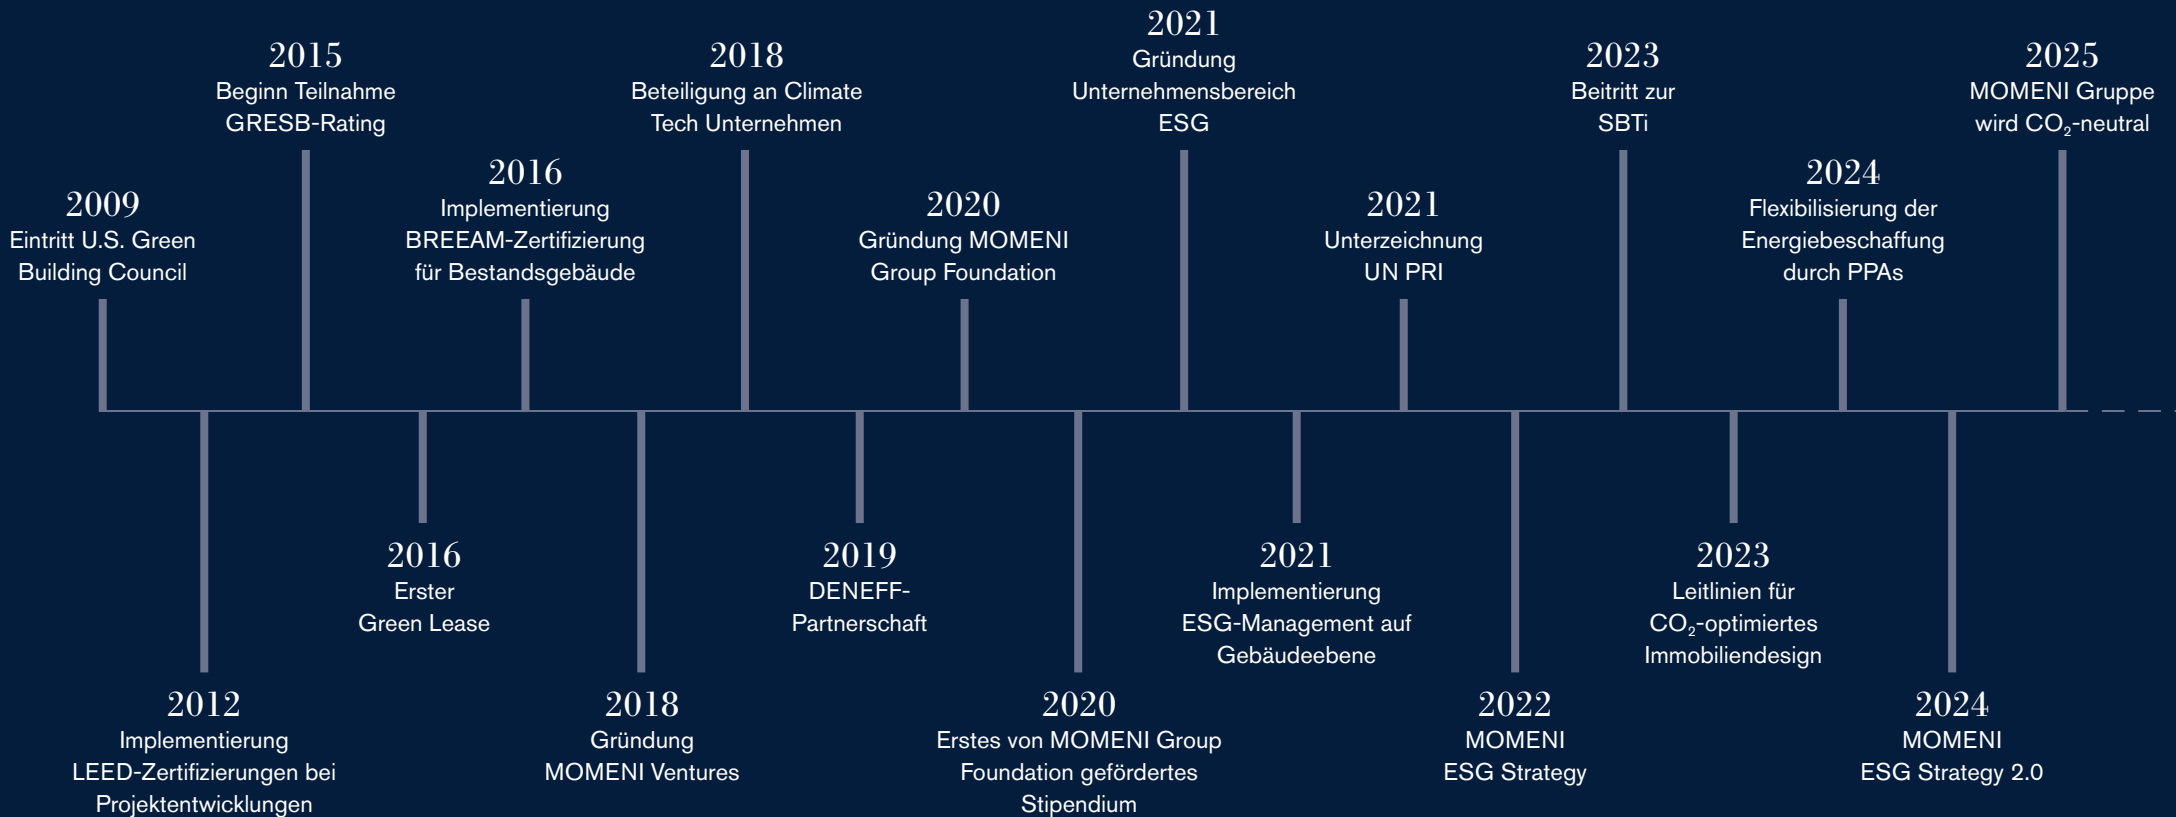 2009
Eintritt U.S. Green
Building Council
2012
Implementierung
LEED-Zertifizierungen bei
Projektentwicklungen
2015
Beginn Teilnahme
GRESB-Rating
2016
Erster
Green Lease
2016
Implementierung
BREEAM-Zertifizierung
für Bestandsgebäude
2018
Gründung
MOMENI Ventures
2018
Beteiligung an Climate
Tech Unternehmen
2019
DENEFF-
Partnerschaft
2020
Gründung MOMENI
Group Foundation
2020
Erstes von MOMENI Group
Foundation gefördertes
Stipendium
2021
Gründung
Unternehmensbereich
ESG
2021
Implementierung
ESG-Management auf
Gebäudeebene
2021
Unterzeichnung
UN PRI
2022
MOMENI
ESG Strategy
2023
Beitritt zur
SBTi
2023
Leitlinien für
CO₂-optimiertes
Immobiliendesign
2024
Flexibilisierung der
Energiebeschaffung
durch PPAs
2024
MOMENI
ESG Strategy 2.0
2025
MOMENI Gruppe
wird CO₂-neutral